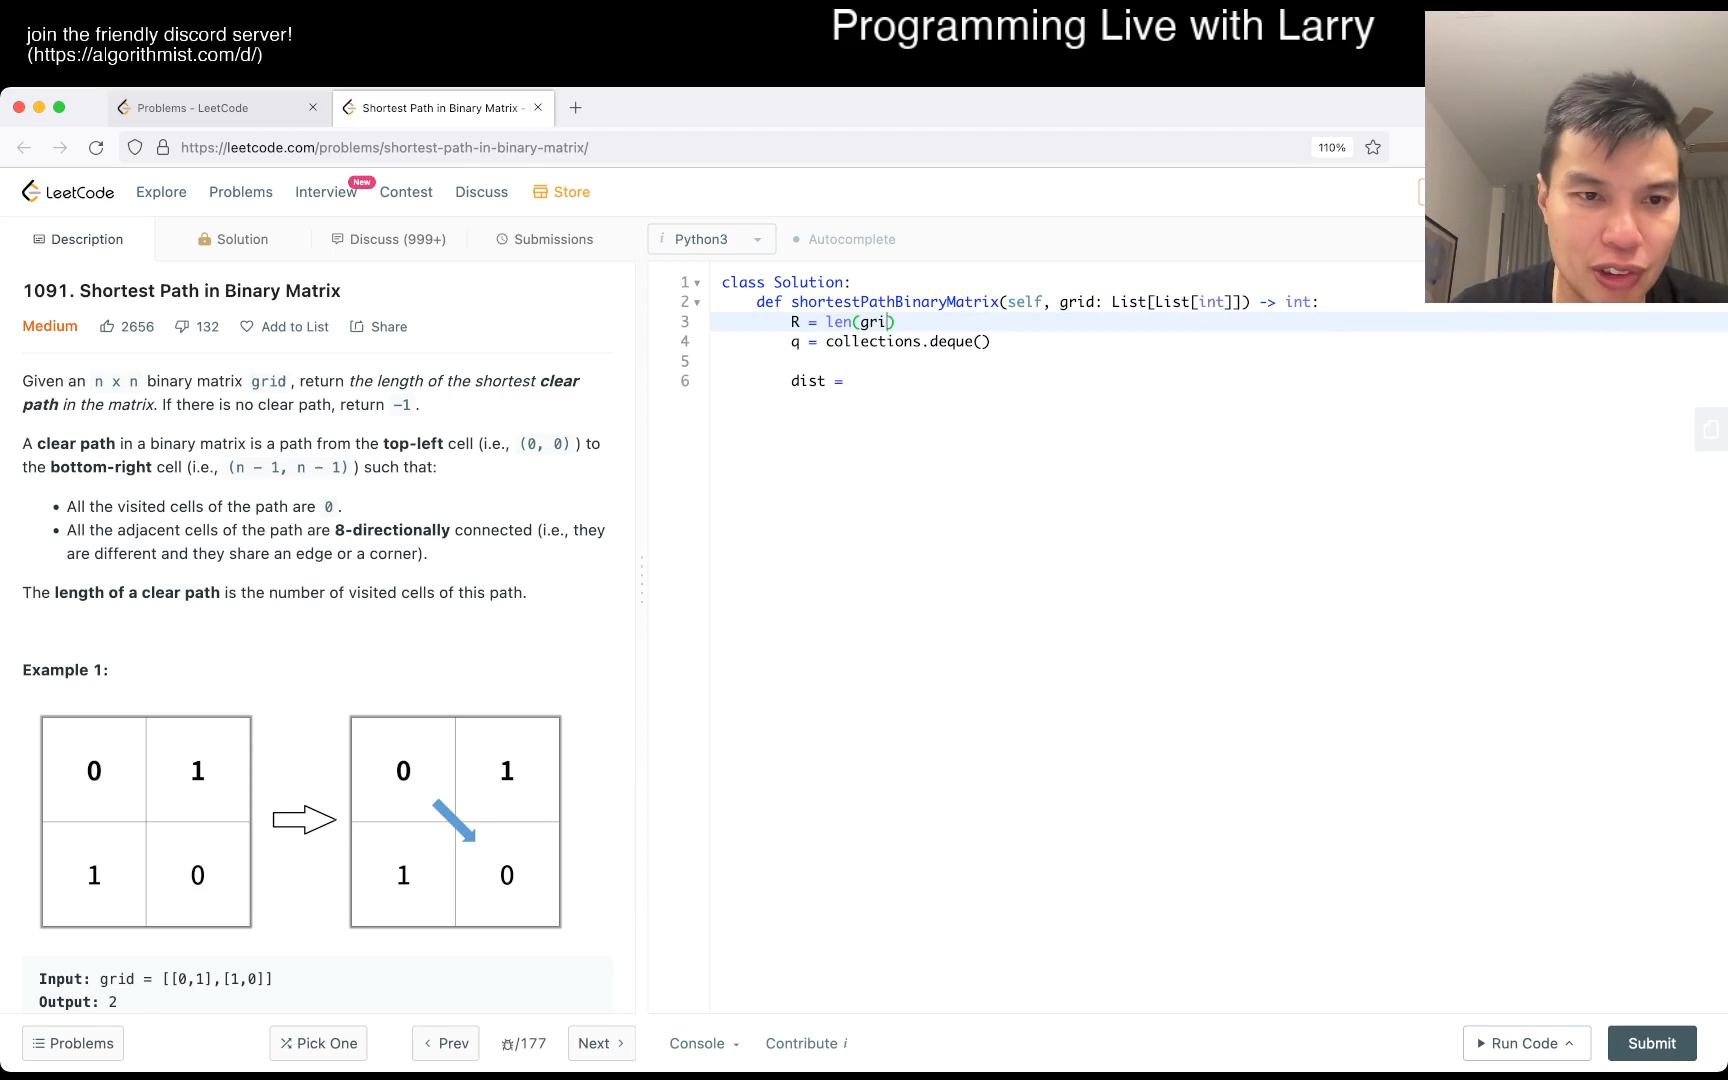 join the friendly discord server!
(https://algorithmist.com/d/)
Programming Live with Larry
Problems - LeetCode
Shortest Path in Binary Matrix -
https://leetcode.com/problems/shortest-path-in-binary-matrix/
110%
LeetCode
Explore
Problems
Interview
New
Contest
Discuss
Store
Description
Solution
Discuss (999+)
Submissions
i Python3
Autocomplete
1091. Shortest Path in Binary Matrix
Medium
2656
132
Add to List
Share
Given an n x n binary matrix grid, return the length of the shortest clear
path in the matrix. If there is no clear path, return -1.
A clear path in a binary matrix is a path from the top-left cell (i.e., (0, 0)) to
the bottom-right cell (i.e., (n - 1, n - 1)) such that:
• All the visited cells of the path are 0.
• All the adjacent cells of the path are 8-directionally connected (i.e., they
are different and they share an edge or a corner).
The length of a clear path is the number of visited cells of this path.
Example 1:
0 1 0 1
1 0 1 0
Input: grid = [[0,1],[1,0]]
Output: 2
1 class Solution:
2 def shortestPathBinaryMatrix(self, grid: List[List[int]]) -> int:
3 R = len(gri)
4 q = collections.deque()
5
6 dist =
Problems
Pick One
Prev
/177
Next
Console
Contribute i
Run Code
Submit